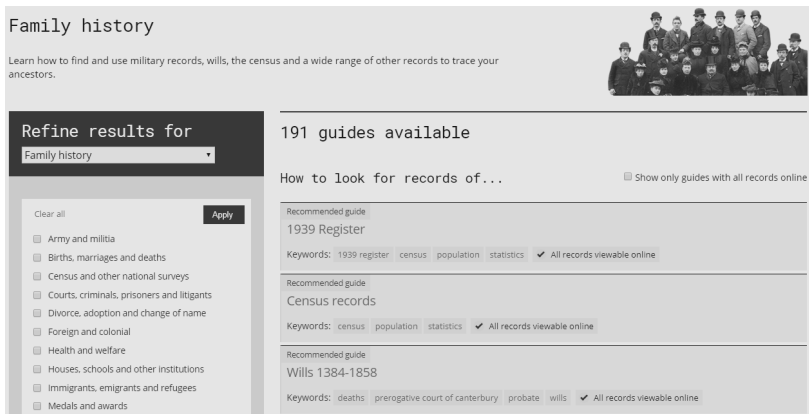 Family history
Learn how to find and use military records, wills, the census and a wide range of other records to trace your
ancestors.
Refine results for
Family history
Clear all
Apply
Army and militia
Births, marriages and deaths
Census and other national surveys
Courts, criminals, prisoners and litigants
Divorce, adoption and change of name
Foreign and colonial
Health and welfare
Houses, schools and other institutions
Immigrants, emigrants and refugees
Medals and awards
191 guides available
How to look for records of...
Show only guides with all records online
Recommended guide
1939 Register
Keywords: 1939 register census population statistics ✔ All records viewable online
Recommended guide
Census records
Keywords: census population statistics ✔ All records viewable online
Recommended guide
Wills 1384-1858
Keywords: deaths prerogative court of canterbury probate wills ✔ All records viewable online